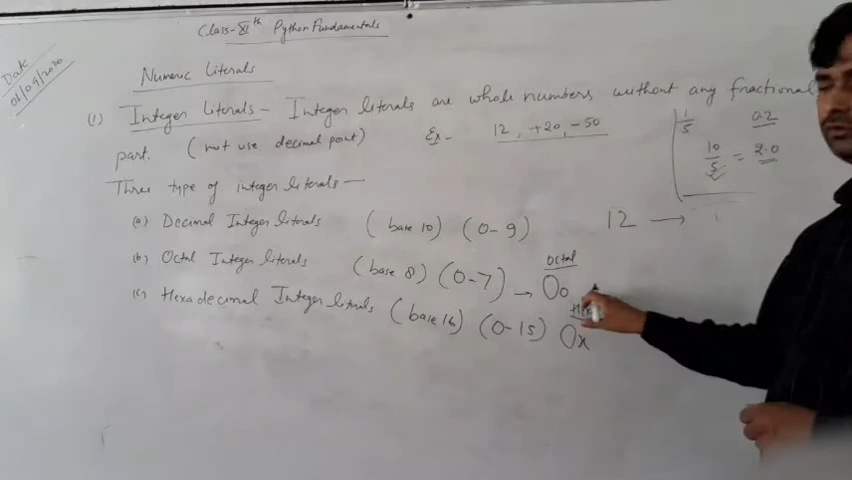 Class-XIth Python Fundamentals
Date
01/09/2020
Numeric Literals
(1) Integer Literals - Integer literals are whole numbers without any fractional
part. (not use decimal point) Ex- 12, +20, -50
1/5 0.2
10/5 = 2.0
Three type of integer literals —
(a) Decimal Integer literals (base 10) (0-9) 12 →
(b) Octal Integer literals (base 8) (0-7) → Octal 0o
(c) Hexadecimal Integer literals (base 16) (0-15) 0x